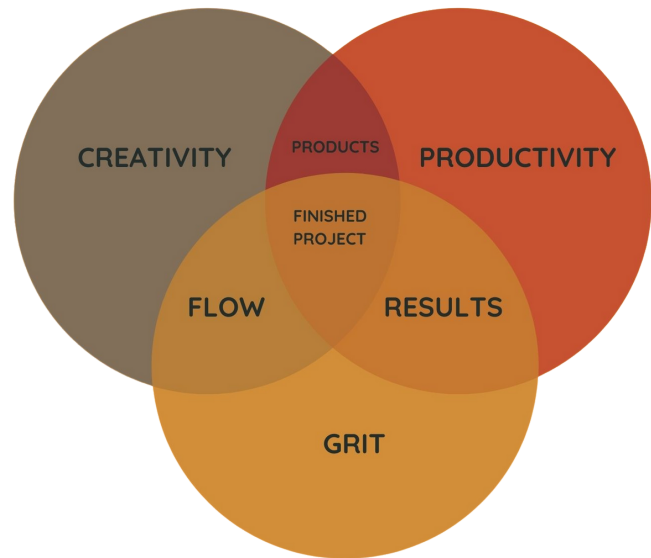 PRODUCTS
CREATIVITY
PRODUCTIVITY
FINISHED
PROJECT
FLOW
RESULTS
GRIT